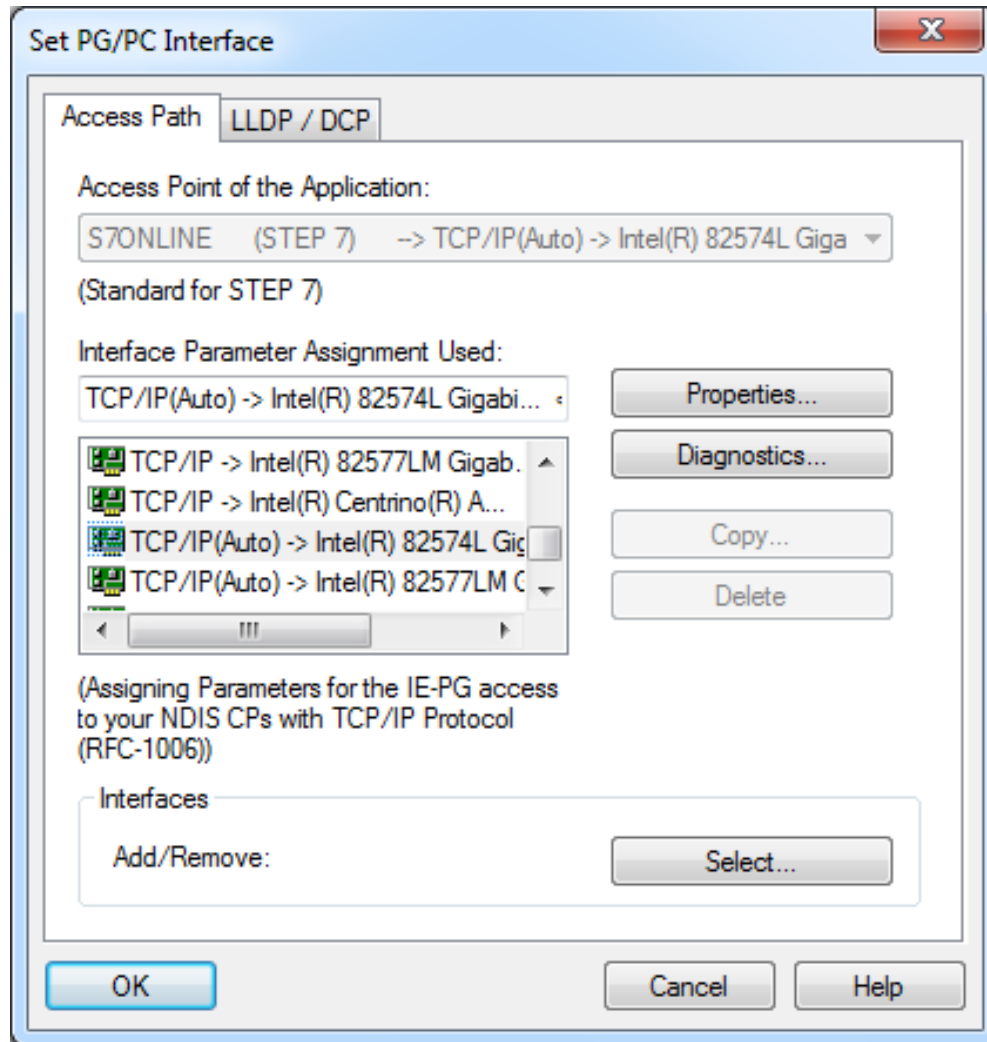 Set PG/PC Interface
Access Path LLDP / DCP
Access Point of the Application:
S7ONLINE (STEP 7) --> TCP/IP(Auto) -> Intel(R) 82574L Giga
(Standard for STEP 7)
Interface Parameter Assignment Used:
TCP/IP(Auto) -> Intel(R) 82574L Gigabi... Properties...
TCP/IP -> Intel(R) 82577LM Gigab. Diagnostics...
TCP/IP -> Intel(R) Centrino(R) A...
TCP/IP(Auto) -> Intel(R) 82574L Gig Copy...
TCP/IP(Auto) -> Intel(R) 82577LM G Delete
(Assigning Parameters for the IE-PG access
to your NDIS CPs with TCP/IP Protocol
(RFC-1006))
Interfaces
Add/Remove: Select...
OK Cancel Help